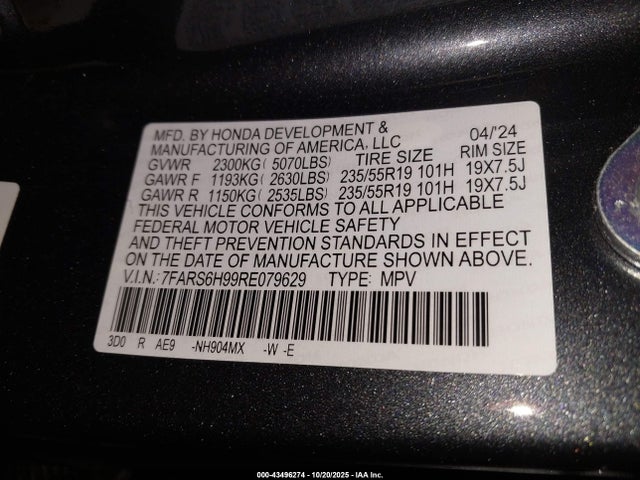 MFD. BY HONDA DEVELOPMENT & 04/'24
MANUFACTURING OF AMERICA, LLC RIM SIZE
GVWR 2300KG ( 5070LBS) TIRE SIZE
GAWR F 1193KG ( 2630LBS) 235/55R19 101H 19X7.5J
GAWR R 1150KG ( 2535LBS) 235/55R19 101H 19X7.5J
THIS VEHICLE CONFORMS TO ALL APPLICABLE
FEDERAL MOTOR VEHICLE SAFETY
AND THEFT PREVENTION STANDARDS IN EFFECT
ON THE DATE OF MANUFACTURE SHOWN ABOVE.
V.I.N.: 7FARS6H99RE079629 TYPE: MPV
3D0 R AE9 -NH904MX -W -E
000-43496274 - 10/20/2025 - IAA Inc.